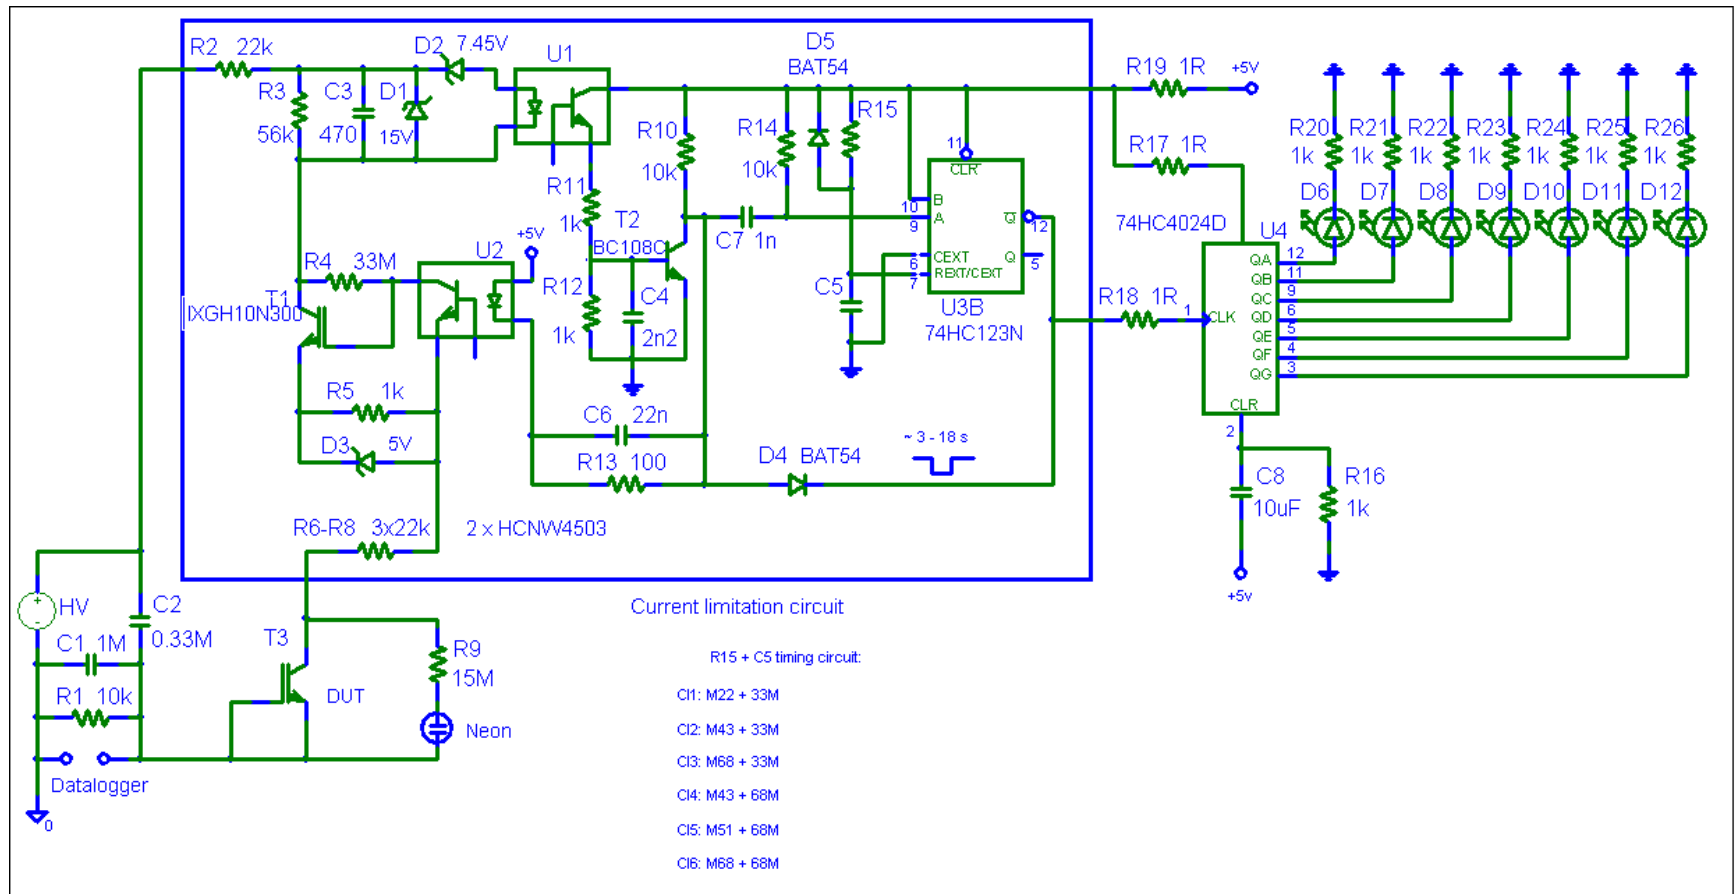 R2 22k
D2 7.45V
U1
D5
BAT54
R19 1R
+5V
R3
56k
C3
470
D1
15V
R10
10k
R14
10k
R15
R17 1R
R20
1k
R21
1k
R22
1k
R23
1k
R24
1k
R25
1k
R26
1k
11
CLR
B
10
A
9
Q
12
CEXT
6
REXT/CEXT
7
Q
5
U3B
74HC123N
R11
1k
T2
BC108C
C7 1n
R12
1k
C4
2n2
C5
R4 33M
U2
+5V
T1
IXGH10N300
R5 1k
D3 5V
C6 22n
R13 100
D4 BAT54
~ 3 - 18 s
R18 1R
74HC4024D
U4
1
CLK
QA
12
QB
11
QC
9
QD
6
QE
5
QF
4
QG
3
CLR
2
D6
D7
D8
D9
D10
D11
D12
C8
10uF
R16
1k
+5V
R6-R8 3x22k
2 x HCNW4503
Current limitation circuit
HV
C1 1M
C2
0.33M
R1 10k
Datalogger
0
T3
DUT
R9
15M
Neon
R15 + C5 timing circuit:
CI1: M22 + 33M
CI2: M43 + 33M
CI3: M68 + 33M
CI4: M43 + 68M
CI5: M51 + 68M
CI6: M68 + 68M